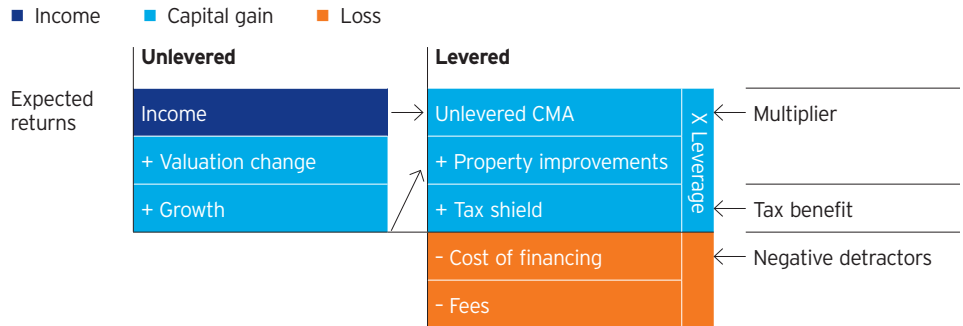 Income Capital gain Loss
Unlevered Levered
Expected
returns
Income Unlevered CMA Multiplier
+ Valuation change + Property improvements
+ Growth + Tax shield Tax benefit
X Leverage
– Cost of financing Negative detractors
– Fees